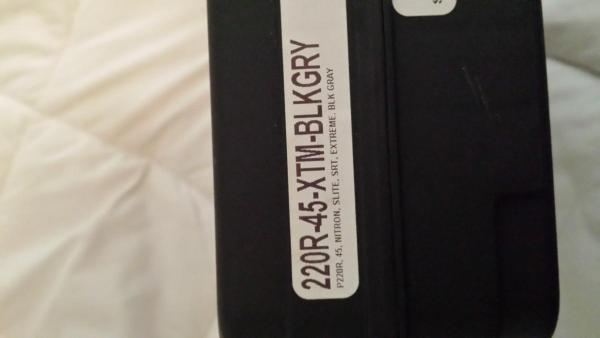 220R-45-XTM-BLKGRY
P220R, 45, NITRON, SLITE, SRT, EXTREME, BLK GRAY